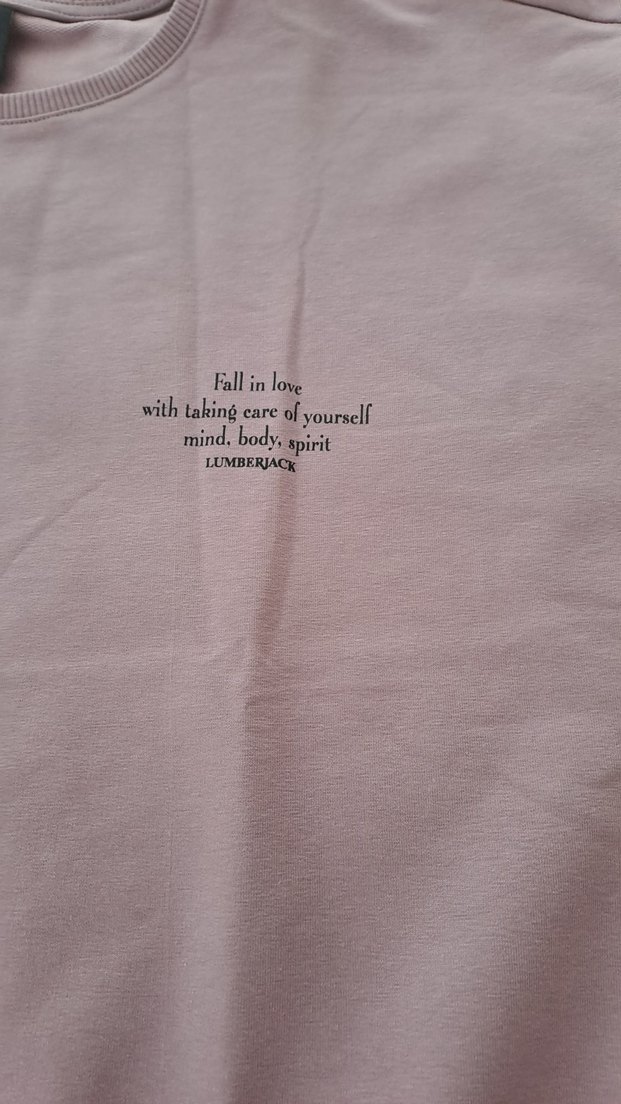 Fall in love
with taking care of yourself
mind, body, spirit
LUMBERJACK